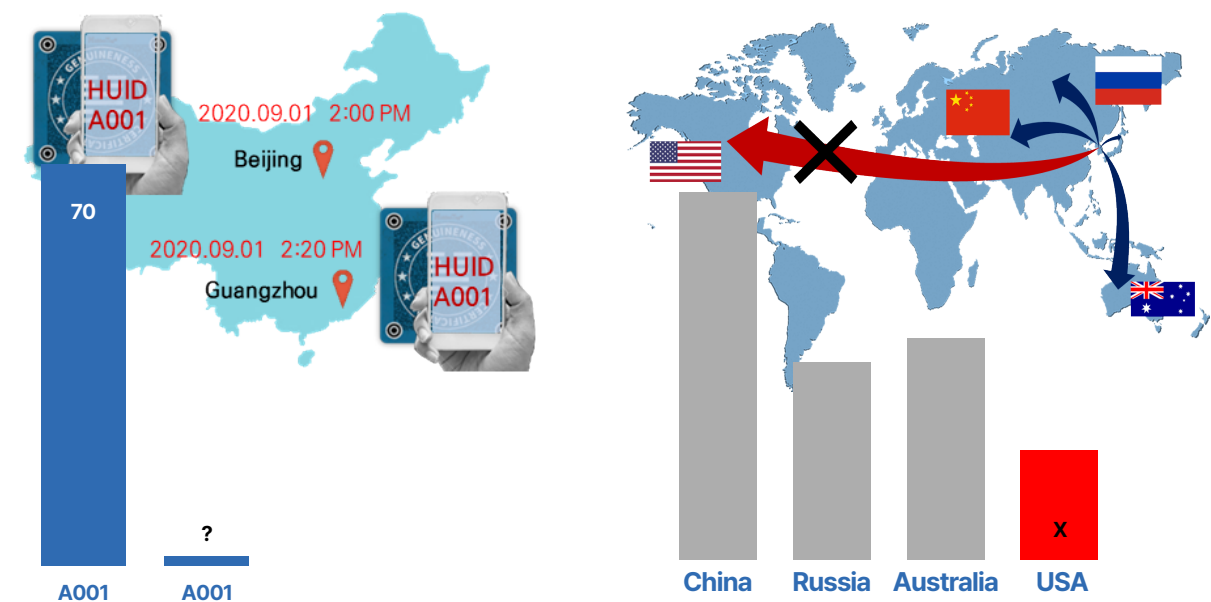 HUID
A001
2020.09.01 2:00 PM
Beijing
70
2020.09.01 2:20 PM
Guangzhou
GENUINENESS
HUID
A001
?
A001
A001
X
China
Russia
Australia
USA